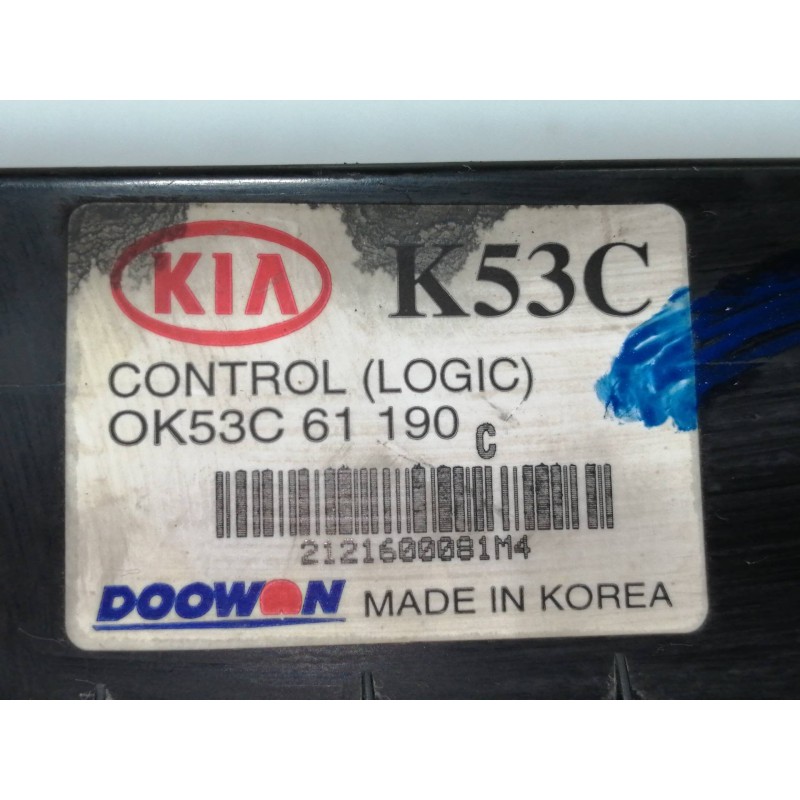 KIA K53C
CONTROL (LOGIC)
OK53C 61 190 C
2121600081M4
DOOWON MADE IN KOREA